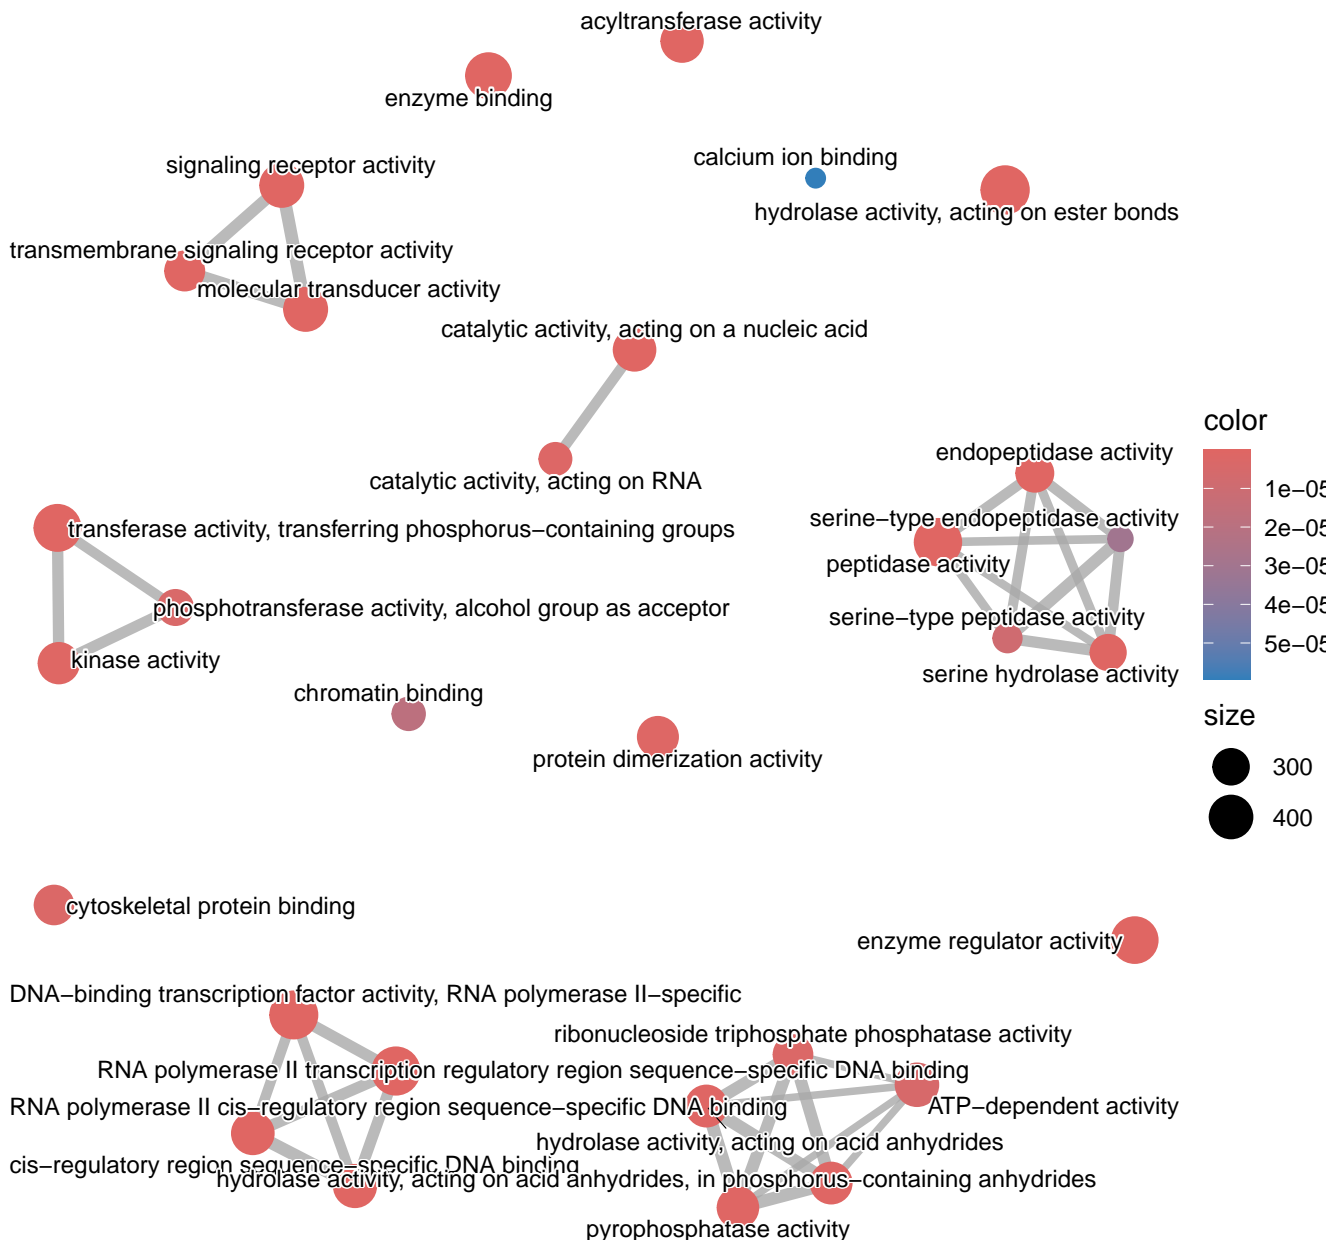 acyltransferase activity
enzyme binding
calcium ion binding
signaling receptor activity
hydrolase activity, acting on ester bonds
transmembrane signaling receptor activity
molecular transducer activity
catalytic activity, acting on a nucleic acid
color
endopeptidase activity
catalytic activity, acting on RNA
1e−05
serine−type endopeptidase activity
2e−05
transferase activity, transferring phosphorus−containing groups
peptidase activity
3e−05
phosphotransferase activity, alcohol group as acceptor
4e−05
serine−type peptidase activity
5e−05
kinase activity
serine hydrolase activity
chromatin binding
size
protein dimerization activity
300
400
cytoskeletal protein binding
enzyme regulator activity
DNA−binding transcription factor activity, RNA polymerase II−specific
ribonucleoside triphosphate phosphatase activity
RNA polymerase II transcription regulatory region sequence−specific DNA binding
RNA polymerase II cis−regulatory region sequence−specific DNA binding
ATP−dependent activity
hydrolase activity, acting on acid anhydrides
cis−regulatory region sequence−specific DNA binding
hydrolase activity, acting on acid anhydrides, in phosphorus−containing anhydrides
pyrophosphatase activity